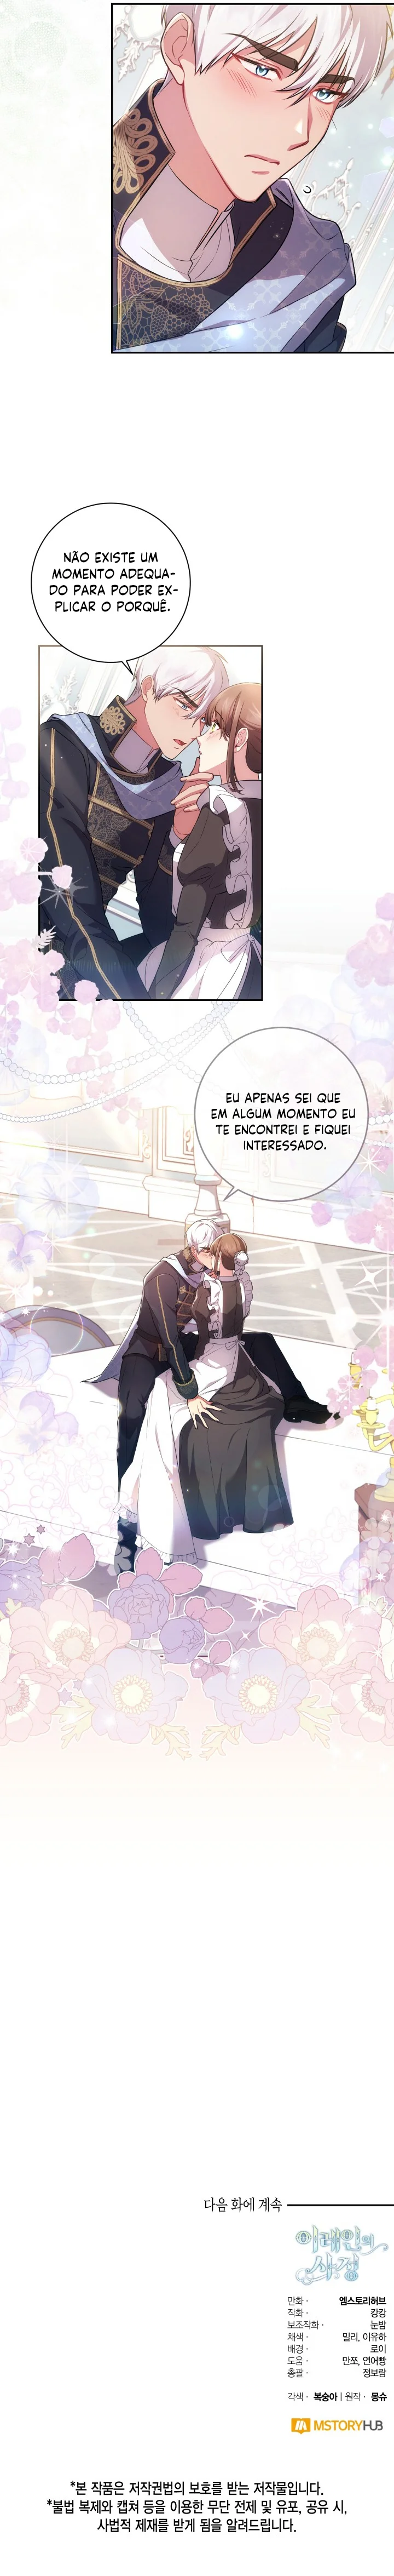 NÃO EXISTE UM
MOMENTO ADEQUA-
DO PARA PODER EX-
PLICAR O PORQUÊ.
EU APENAS SEI QUE
EM ALGUM MOMENTO EU
TE ENCONTREI E FIQUEI
INTERESSADO.
다음 화에 계속
이레인의
사정
만화 · 엠스토리허브
작화 · 캉캉
보조작화 · 눈밤
채색 · 밀리, 이유하
배경 · 로이
도움 · 만쪼, 연어빵
총괄 · 정보람
각색 · 복숭아 | 원작 · 몽슈
MSTORYHUB
*본 작품은 저작권법의 보호를 받는 저작물입니다.
*불법 복제와 캡쳐 등을 이용한 무단 전제 및 유포, 공유 시,
사법적 제재를 받게 됨을 알려드립니다.